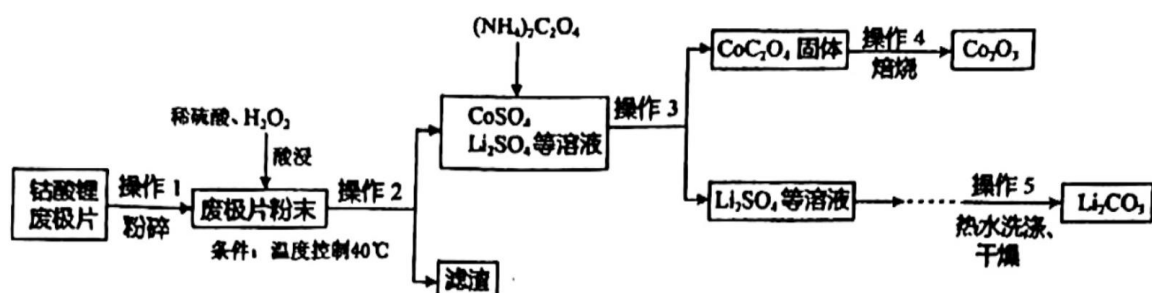 (NH₄)₂C₂O₄
稀硫酸、H₂O₂
酸浸
钴酸锂
废极片
操作 1
粉碎
废极片粉末
操作 2
条件：温度控制40℃
CoSO₄
Li₂SO₄ 等溶液
滤渣
操作 3
CoC₂O₄ 固体
操作 4
焙烧
Co₂O₃
Li₂SO₄ 等溶液
操作 5
热水洗涤、
干燥
Li₂CO₃